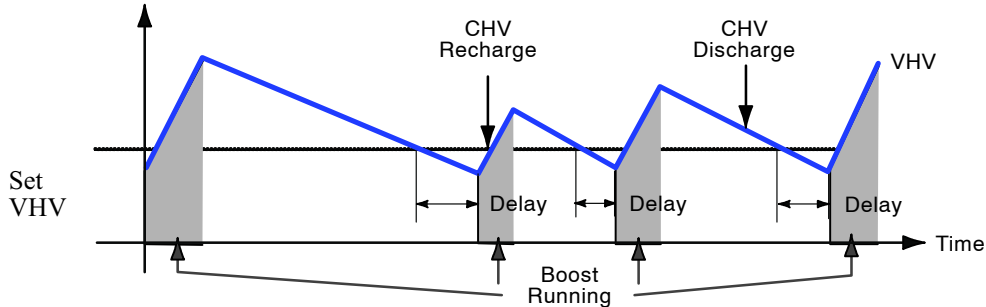 CHV
Recharge
CHV
Discharge
VHV
Set
VHV
Delay
Delay
Delay
Time
Boost
Running